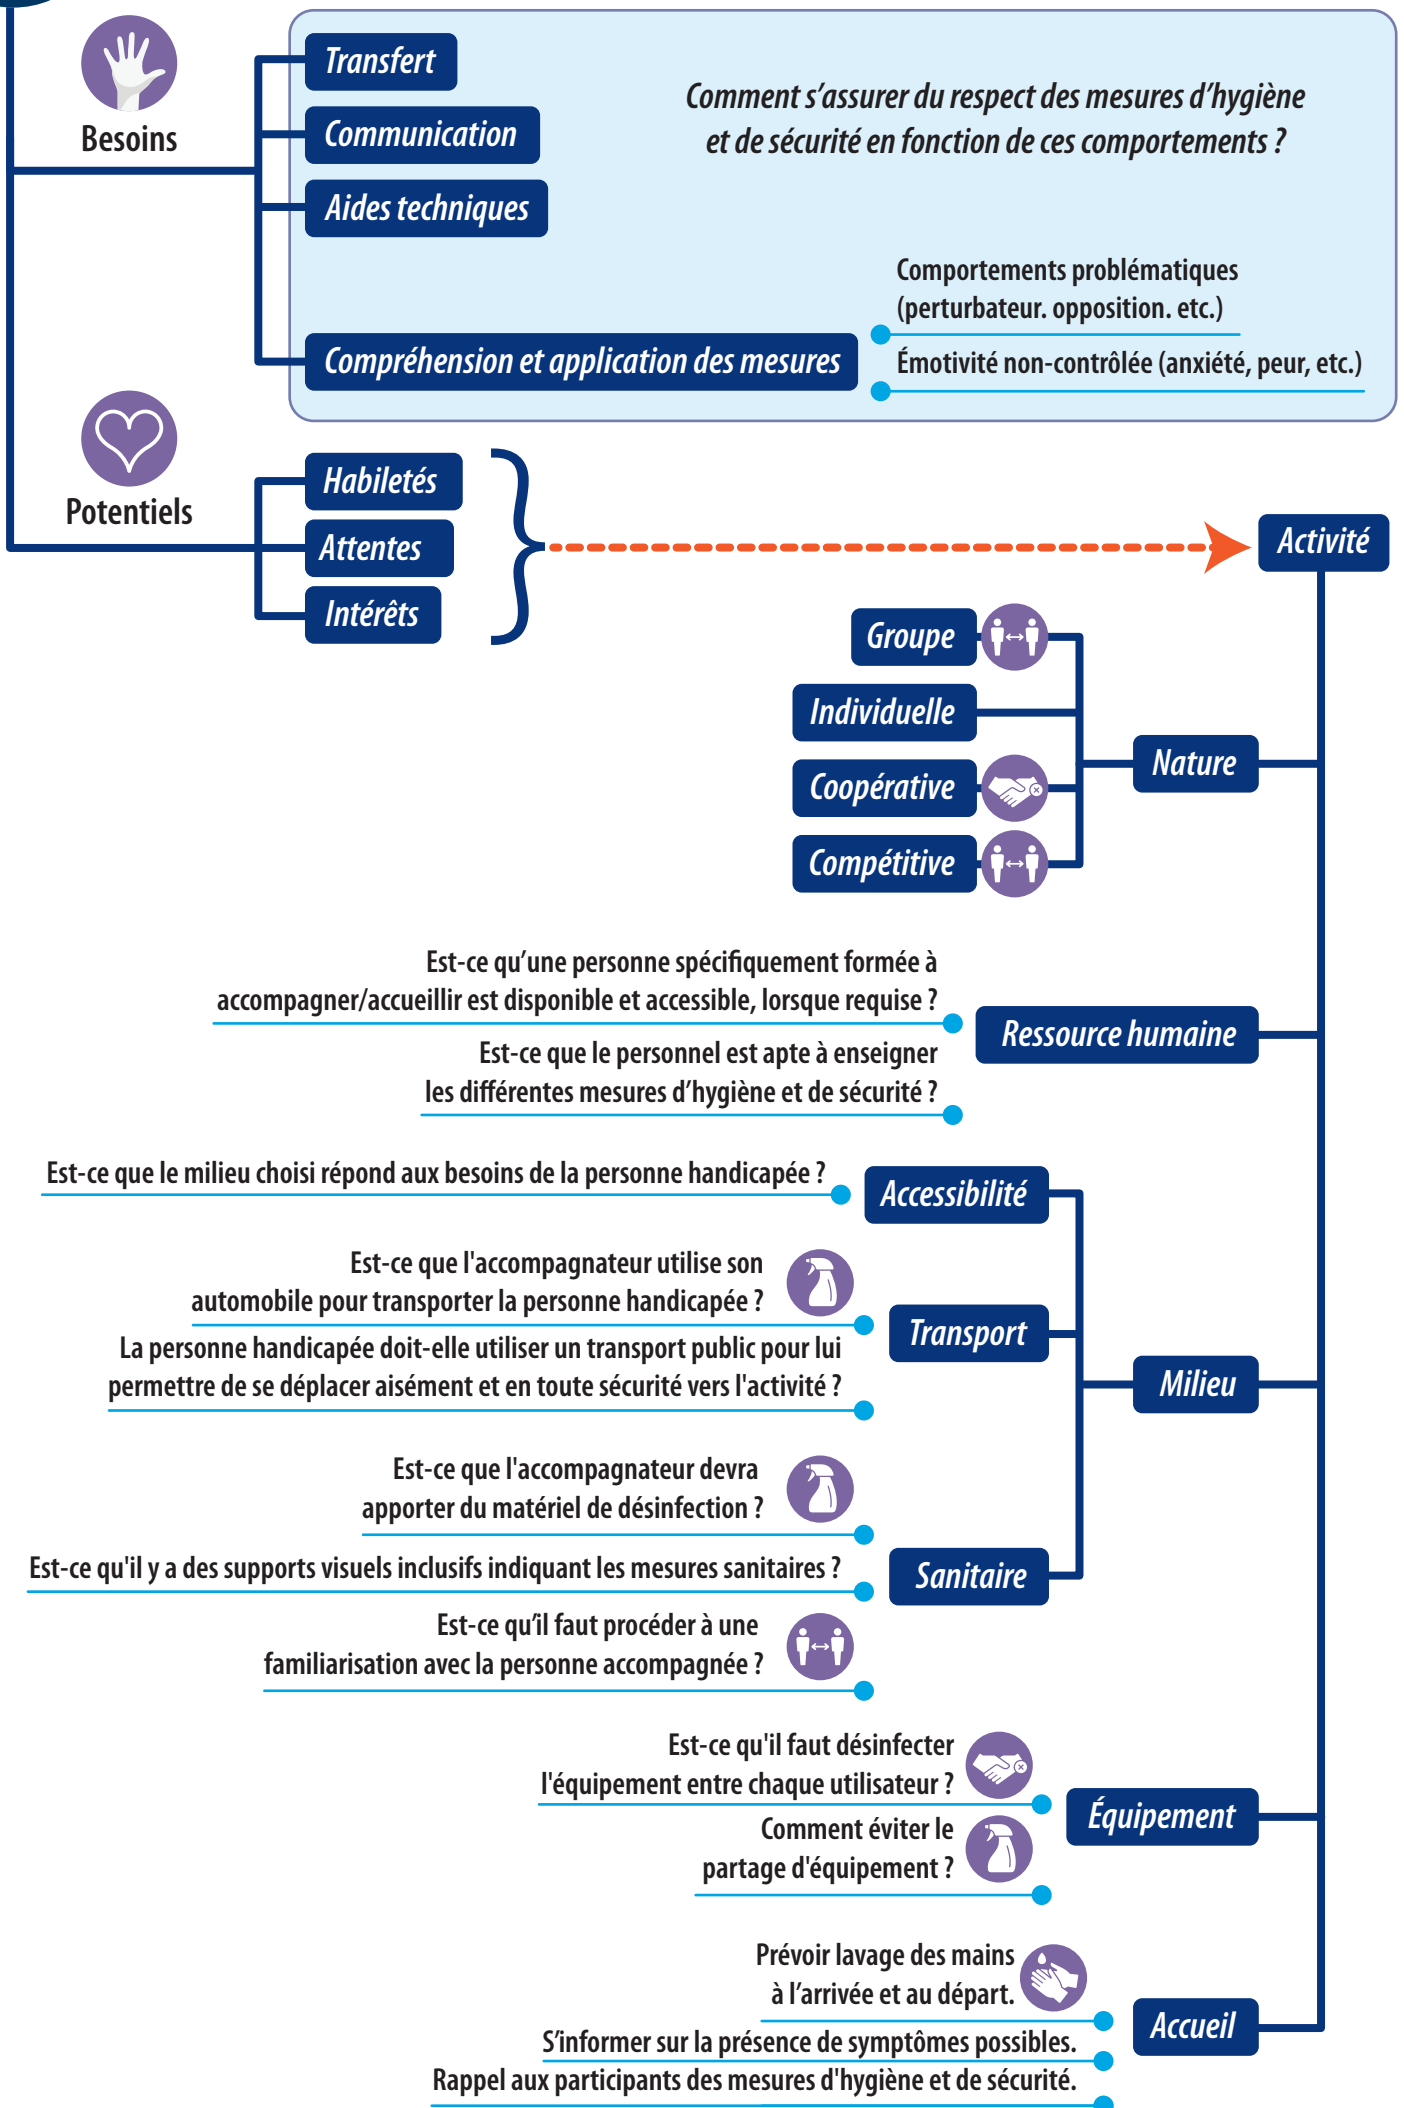 Besoins
Transfert
Communication
Aides techniques
Comment s’assurer du respect des mesures d’hygiène
et de sécurité en fonction de ces comportements ?
Compréhension et application des mesures
Comportements problématiques
(perturbateur. opposition. etc.)
Émotivité non-contrôlée (anxiété, peur, etc.)
Potentiels
Habiletés
Attentes
Intérêts
Activité
Groupe
Individuelle
Coopérative
Compétitive
Nature
Est-ce qu’une personne spécifiquement formée à
accompagner/accueillir est disponible et accessible, lorsque requise ?
Est-ce que le personnel est apte à enseigner
les différentes mesures d’hygiène et de sécurité ?
Ressource humaine
Est-ce que le milieu choisi répond aux besoins de la personne handicapée ?
Accessibilité
Est-ce que l'accompagnateur utilise son
automobile pour transporter la personne handicapée ?
La personne handicapée doit-elle utiliser un transport public pour lui
permettre de se déplacer aisément et en toute sécurité vers l'activité ?
Transport
Milieu
Est-ce que l'accompagnateur devra
apporter du matériel de désinfection ?
Est-ce qu'il y a des supports visuels inclusifs indiquant les mesures sanitaires ?
Sanitaire
Est-ce qu’il faut procéder à une
familiarisation avec la personne accompagnée ?
Est-ce qu'il faut désinfecter
l'équipement entre chaque utilisateur ?
Comment éviter le
partage d'équipement ?
Équipement
Prévoir lavage des mains
à l’arrivée et au départ.
S’informer sur la présence de symptômes possibles.
Rappel aux participants des mesures d'hygiène et de sécurité.
Accueil